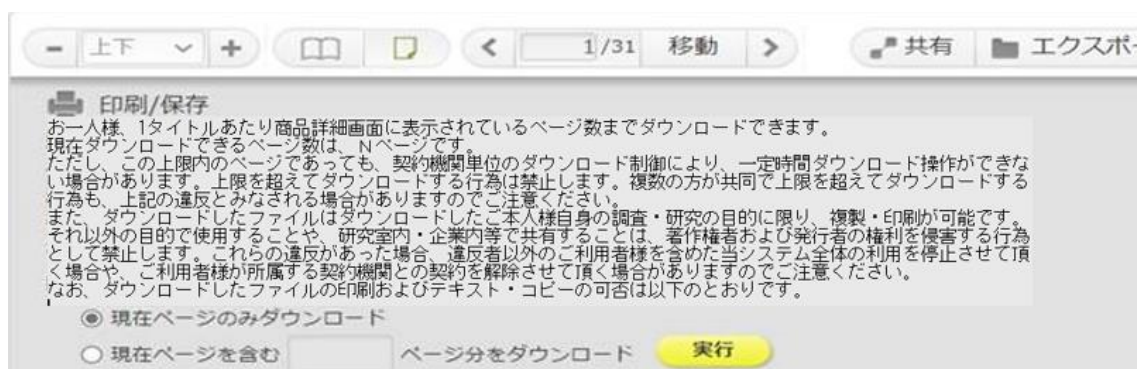 - 上下 + 1/31 移動 共有 エクスポ
印刷/保存
お一人様、1タイトルあたり商品詳細画面に表示されているページ数までダウンロードできます。
現在ダウンロードできるページ数は、Nページです。
ただし、この上限内のページであっても、契約機関単位のダウンロード制御により、一定時間ダウンロード操作ができな
い場合があります。上限を超えてダウンロードする行為は禁止します。複数の方が共同で上限を超えてダウンロードする
行為も、上記の違反とみなされる場合がありますのでご注意ください。
また、ダウンロードしたファイルはダウンロードしたご本人様自身の調査・研究の目的に限り、複製・印刷が可能です。
それ以外の目的で使用することや、研究室内・企業内等で共有することは、著作権者および発行者の権利を侵害する行為
として禁止します。これらの違反があった場合、違反者以外のご利用者様を含めた当システム全体の利用を停止させて頂
く場合や、ご利用者様が所属する契約機関との契約を解除させて頂く場合がありますのでご注意ください。
なお、ダウンロードしたファイルの印刷およびテキスト・コピーの可否は以下のとおりです。
現在ページのみダウンロード
現在ページを含む ページ分をダウンロード 実行